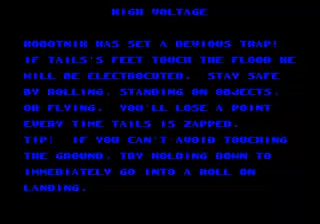 HIGH VOLTAGE
ROBOTNIK HAS SET A DEVIOUS TRAP!
IF TAILS'S FEET TOUCH THE FLOOR HE
WILL BE ELECTROCUTED. STAY SAFE
BY ROLLING, STANDING ON OBJECTS,
OR FLYING. YOU'LL LOSE A POINT
EVERY TIME TAILS IS ZAPPED.
TIP: IF YOU CAN'T AVOID TOUCHING
THE GROUND, TRY HOLDING DOWN TO
IMMEDIATELY GO INTO A ROLL ON
LANDING.